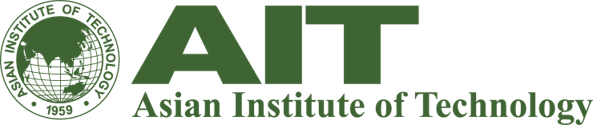 ASIAN INSTITUTE OF TECHNOLOGY
• 1959 •
AIT
Asian Institute of Technology